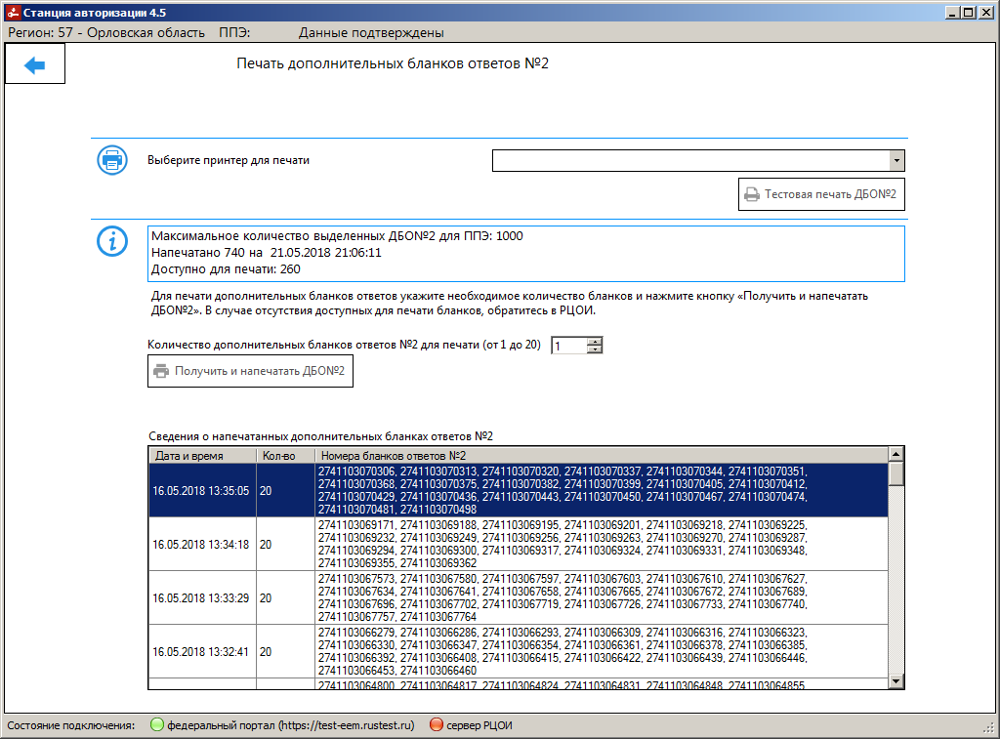 Станция авторизации 4.5
Регион: 57 - Орловская область ППЭ: Данные подтверждены
Печать дополнительных бланков ответов №2
Выберите принтер для печати
Тестовая печать ДБО№2
Максимальное количество выделенных ДБО№2 для ППЭ: 1000
Напечатано 740 на 21.05.2018 21:06:11
Доступно для печати: 260
Для печати дополнительных бланков ответов укажите необходимое количество бланков и нажмите кнопку «Получить и напечатать
ДБО№2». В случае отсутствия доступных для печати бланков, обратитесь в РЦОИ.
Количество дополнительных бланков ответов №2 для печати (от 1 до 20) 1
Получить и напечатать ДБО№2
Сведения о напечатанных дополнительных бланках ответов №2
Дата и время Кол-во Номера бланков ответов №2
2741103070306, 2741103070313, 2741103070320, 2741103070337, 2741103070344, 2741103070351,
2741103070368, 2741103070375, 2741103070382, 2741103070399, 2741103070405, 2741103070412,
16.05.2018 13:35:05 20
2741103070429, 2741103070436, 2741103070443, 2741103070450, 2741103070467, 2741103070474,
2741103070481, 2741103070498
2741103069171, 2741103069188, 2741103069195, 2741103069201, 2741103069218, 2741103069225,
2741103069232, 2741103069249, 2741103069256, 2741103069263, 2741103069270, 2741103069287,
16.05.2018 13:34:18 20
2741103069294, 2741103069300, 2741103069317, 2741103069324, 2741103069331, 2741103069348,
2741103069355, 2741103069362
2741103067573, 2741103067580, 2741103067597, 2741103067603, 2741103067610, 2741103067627,
2741103067634, 2741103067641, 2741103067658, 2741103067665, 2741103067672, 2741103067689,
16.05.2018 13:33:29 20
2741103067696, 2741103067702, 2741103067719, 2741103067726, 2741103067733, 2741103067740,
2741103067757, 2741103067764
2741103066279, 2741103066286, 2741103066293, 2741103066309, 2741103066316, 2741103066323,
2741103066330, 2741103066347, 2741103066354, 2741103066361, 2741103066378, 2741103066385,
16.05.2018 13:32:41 20
2741103066392, 2741103066408, 2741103066415, 2741103066422, 2741103066439, 2741103066446,
2741103066453, 2741103066460
2741103064800, 2741103064817, 2741103064824, 2741103064831, 2741103064848, 2741103064855
Состояние подключения: федеральный портал (https://test-eem.rustest.ru) сервер РЦОИ